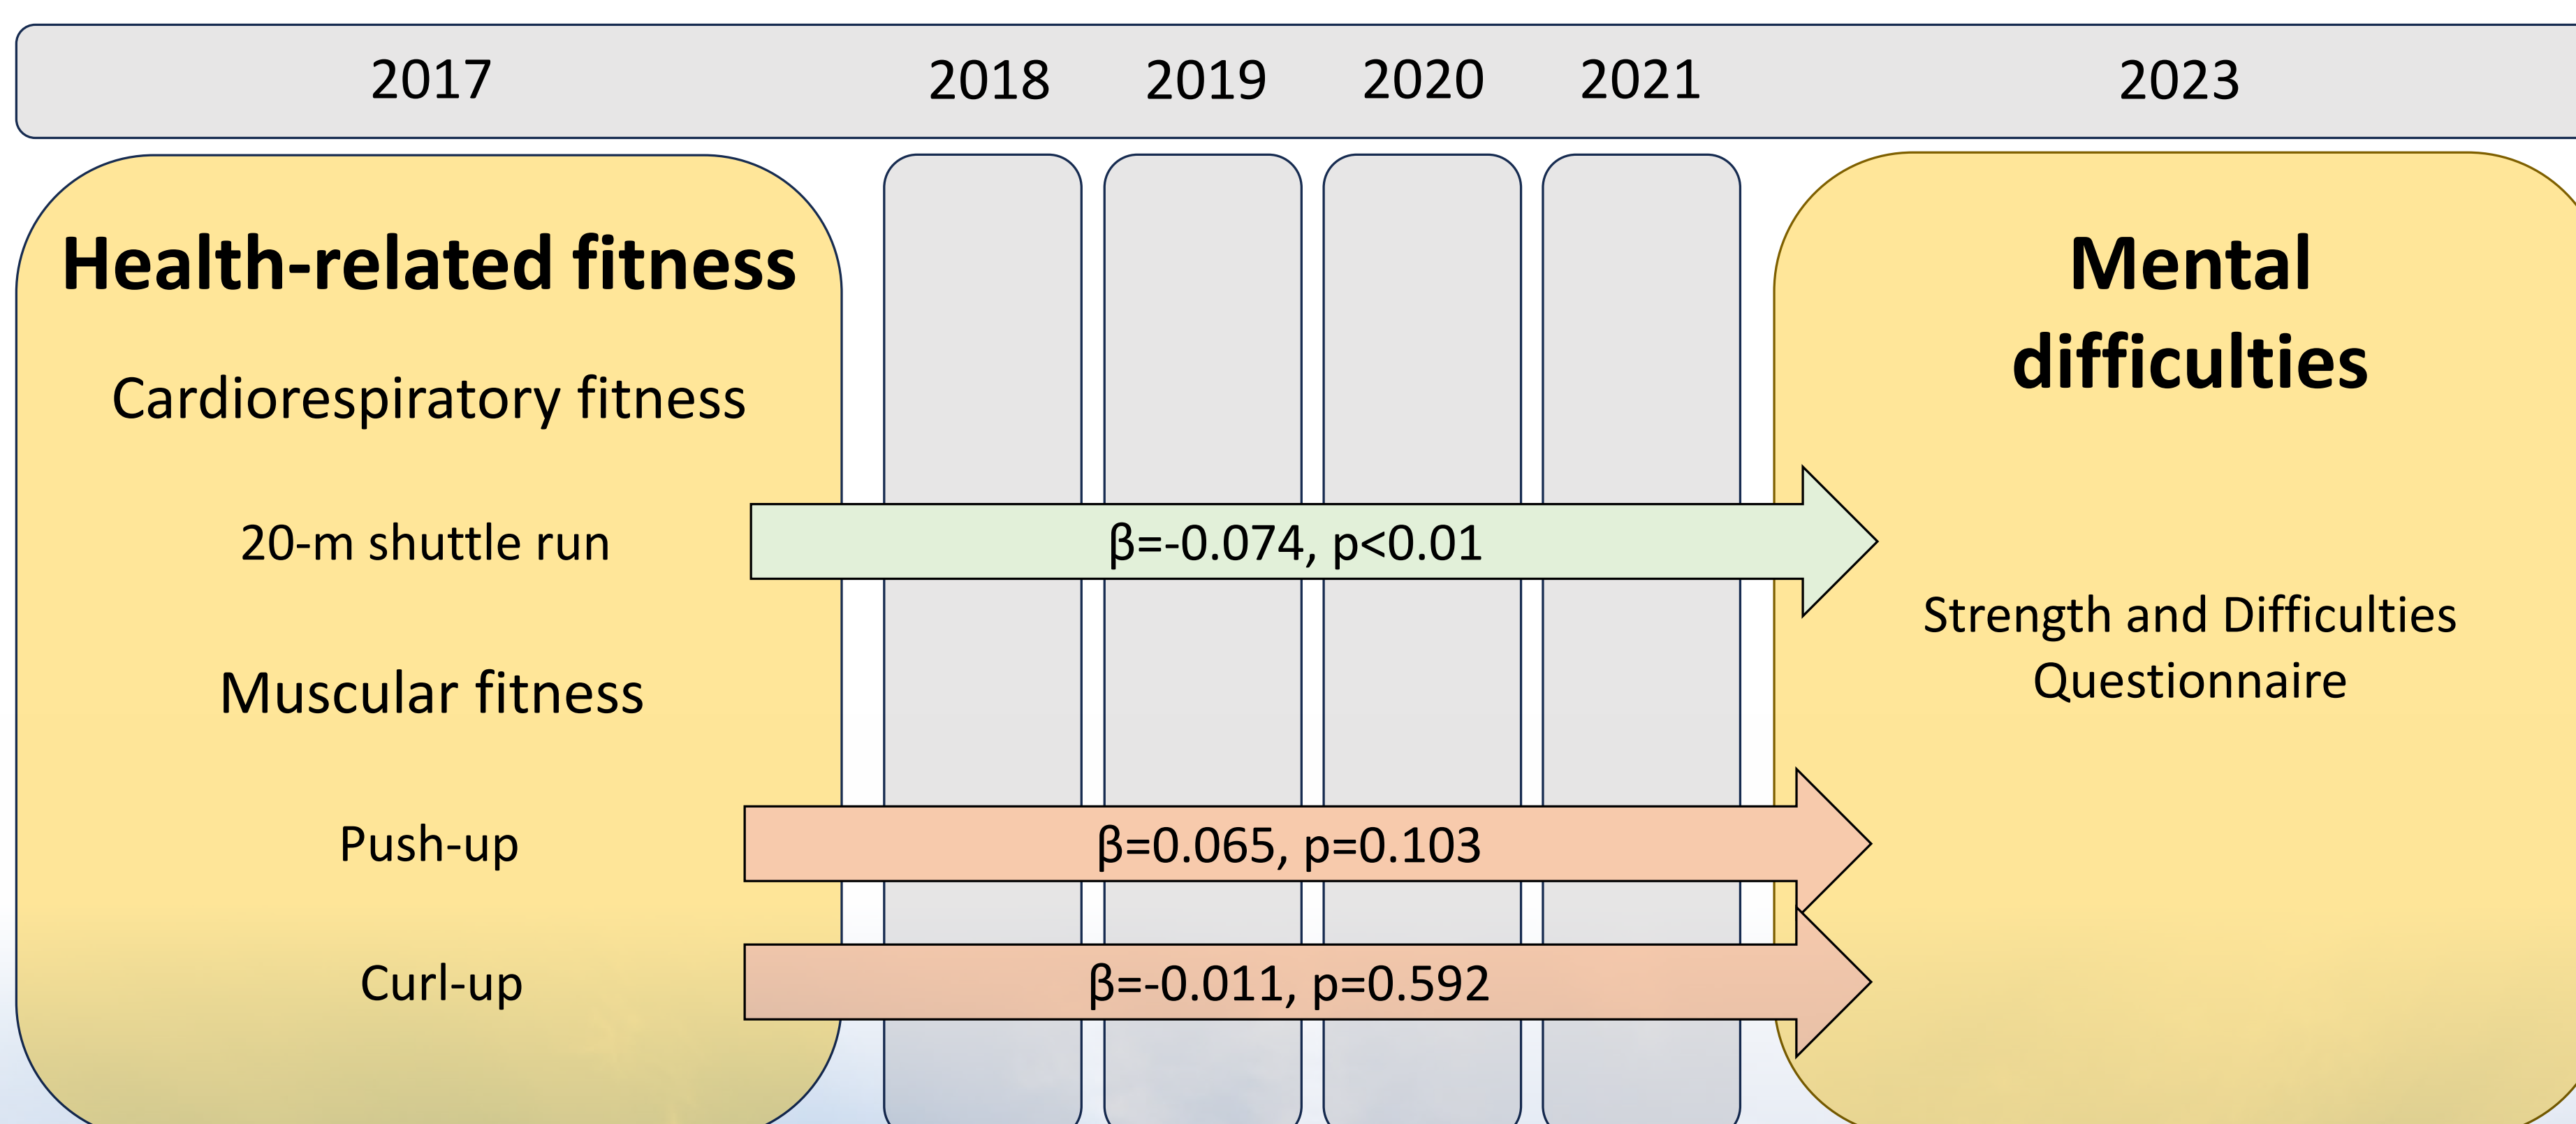 2017 2018 2019 2020 2021 2023
Health-related fitness
Cardiorespiratory fitness
20-m shuttle run
Muscular fitness
Push-up
Curl-up
β=-0.074, p<0.01
β=0.065, p=0.103
β=-0.011, p=0.592
Mental
difficulties
Strength and Difficulties
Questionnaire